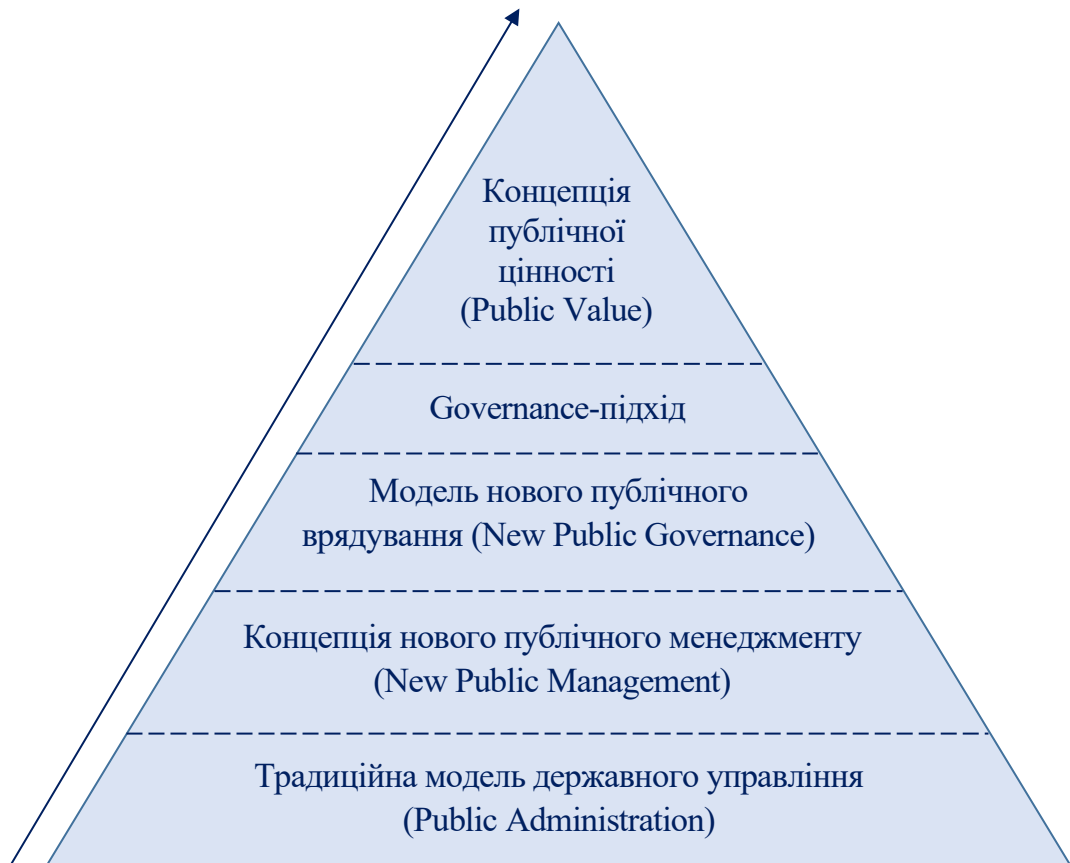 Концепція
публічної
цінності
(Public Value)
Governance-підхід
Модель нового публічного
врядування (New Public Governance)
Концепція нового публічного менеджменту
(New Public Management)
Традиційна модель державного управління
(Public Administration)